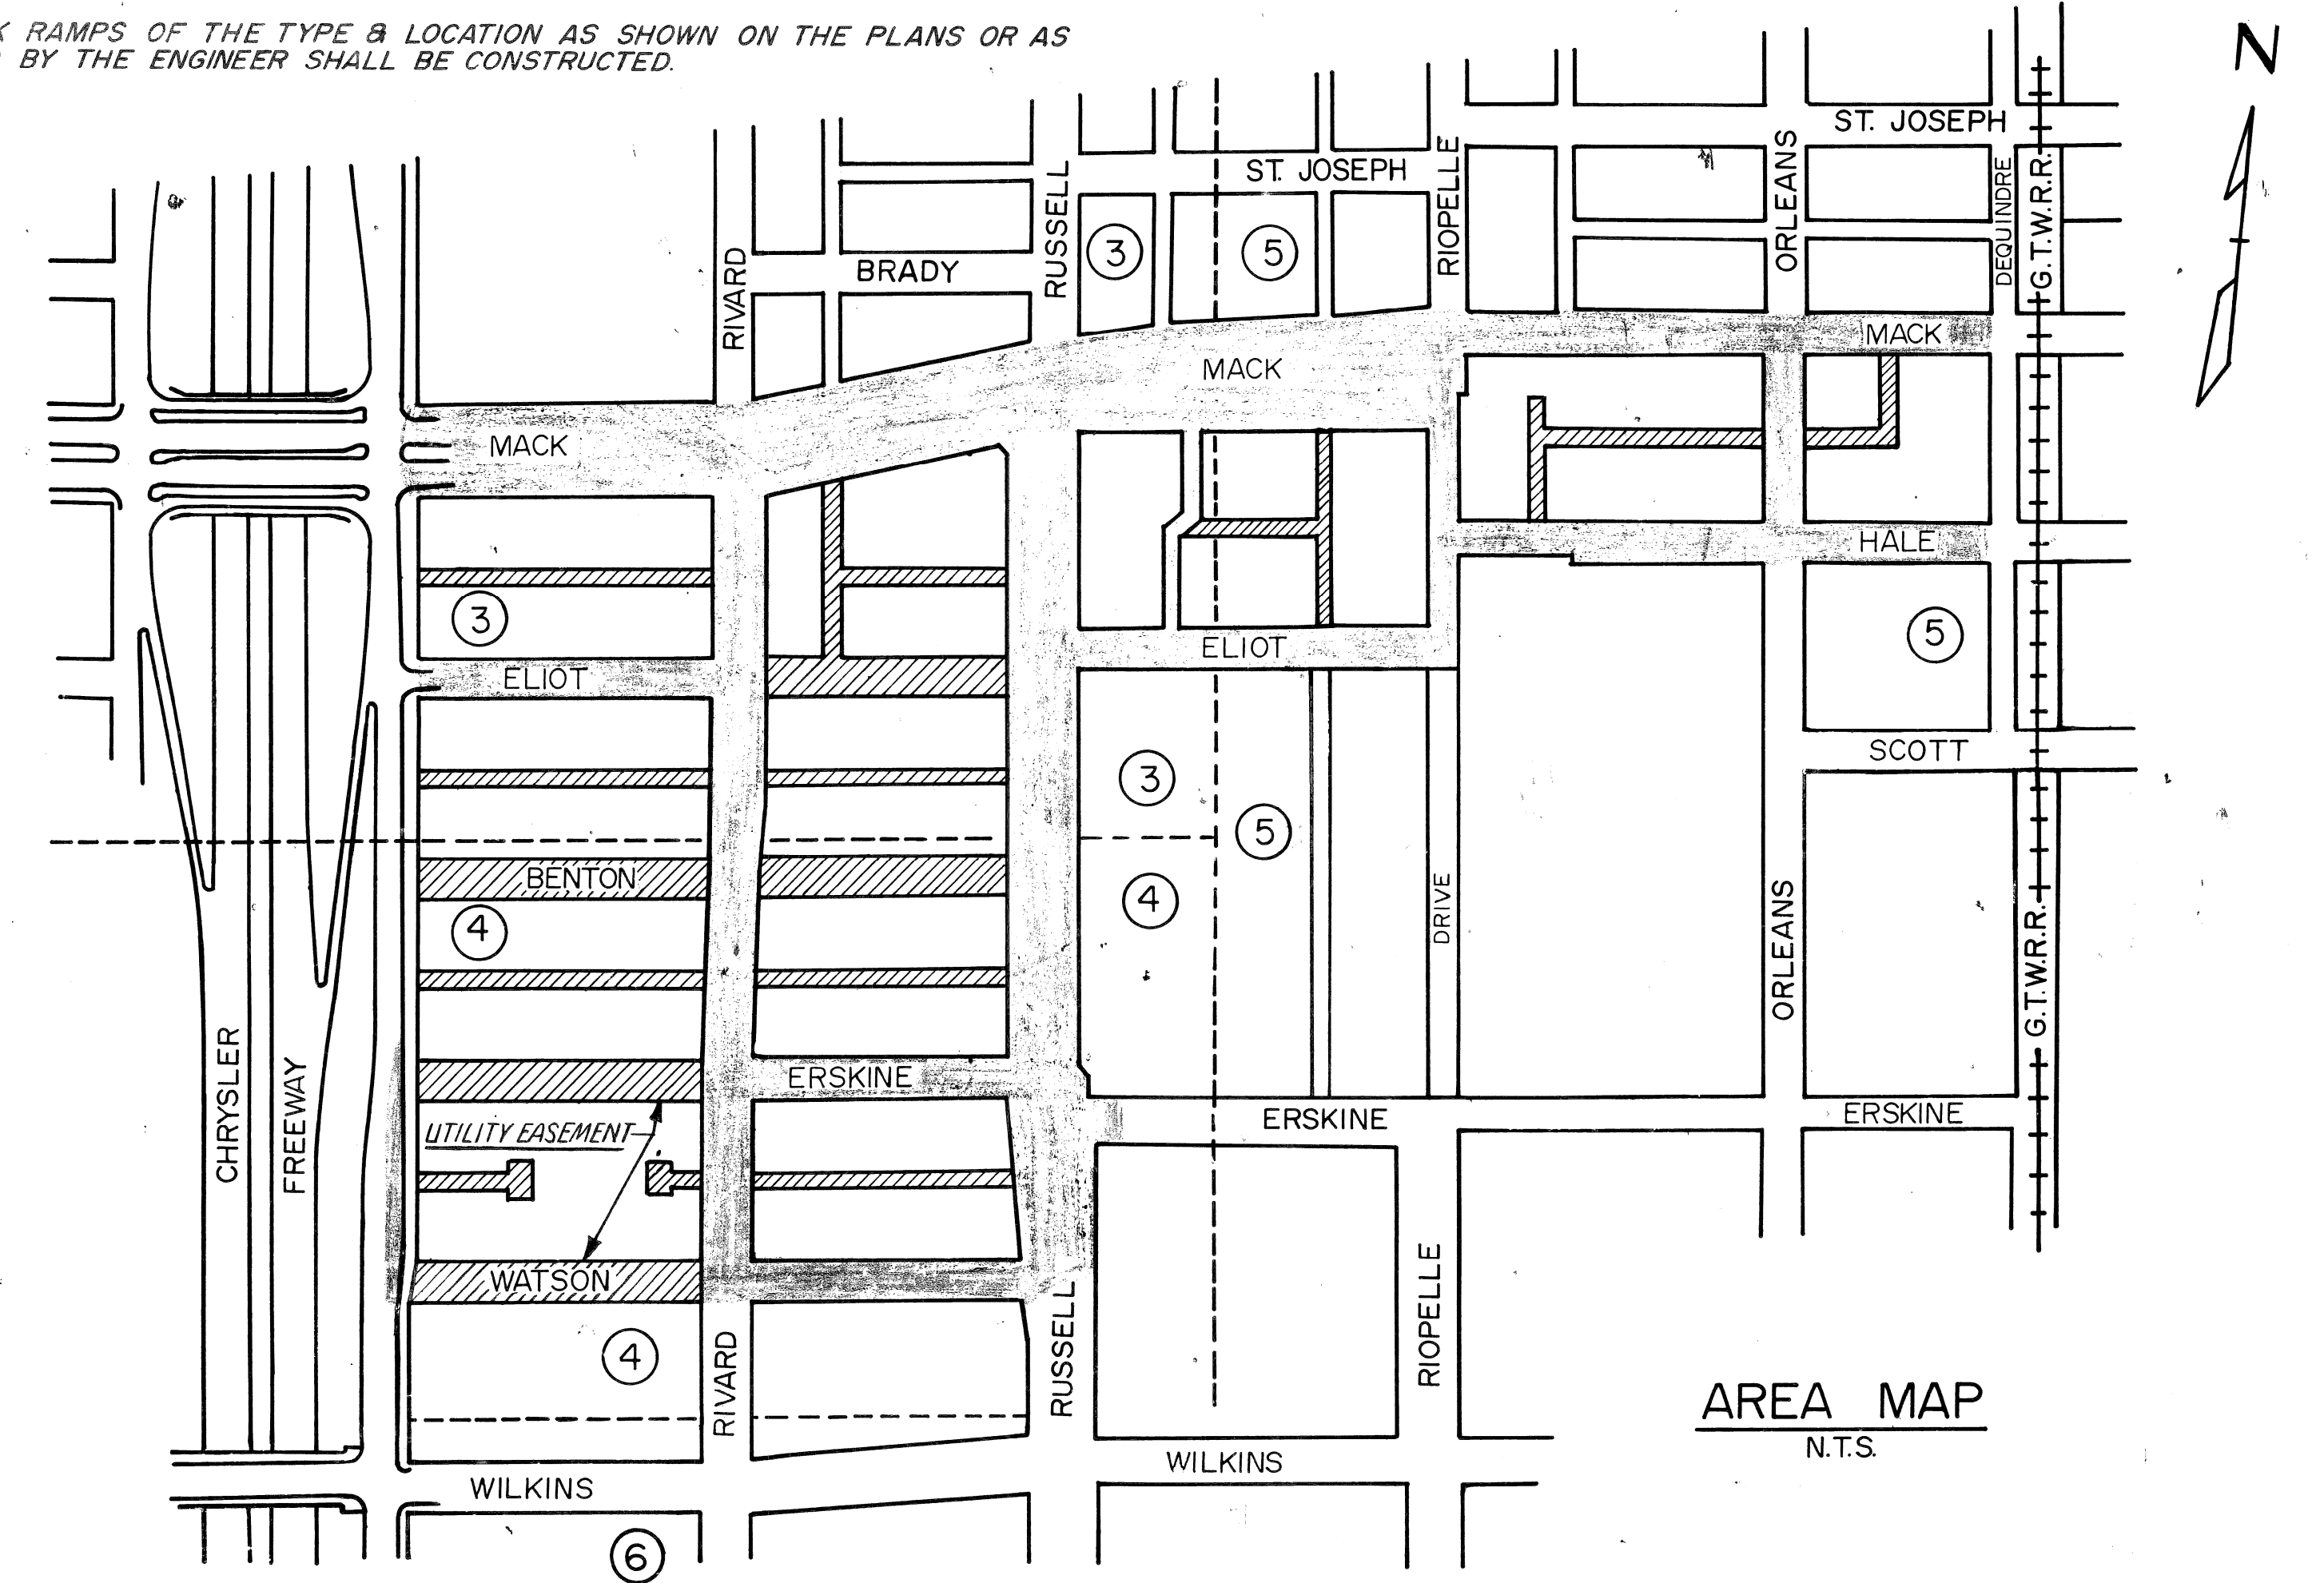 RAMPS OF THE TYPE & LOCATION AS SHOWN ON THE PLANS OR AS
BY THE ENGINEER SHALL BE CONSTRUCTED.
N
ST. JOSEPH
ST. JOSEPH
RIVARD
BRADY
RUSSELL
3
5
RIOPELLE
ORLEANS
DEQUINDRE
G.T.W.R.R.
MACK
MACK
MACK
HALE
3
ELIOT
ELIOT
5
SCOTT
3
5
BENTON
4
4
DRIVE
ORLEANS
G.T.W.R.R.
CHRYSLER
FREEWAY
ERSKINE
ERSKINE
ERSKINE
UTILITY EASEMENT
WATSON
4
RIVARD
RUSSELL
RIOPELLE
AREA MAP
N.T.S.
WILKINS
WILKINS
6